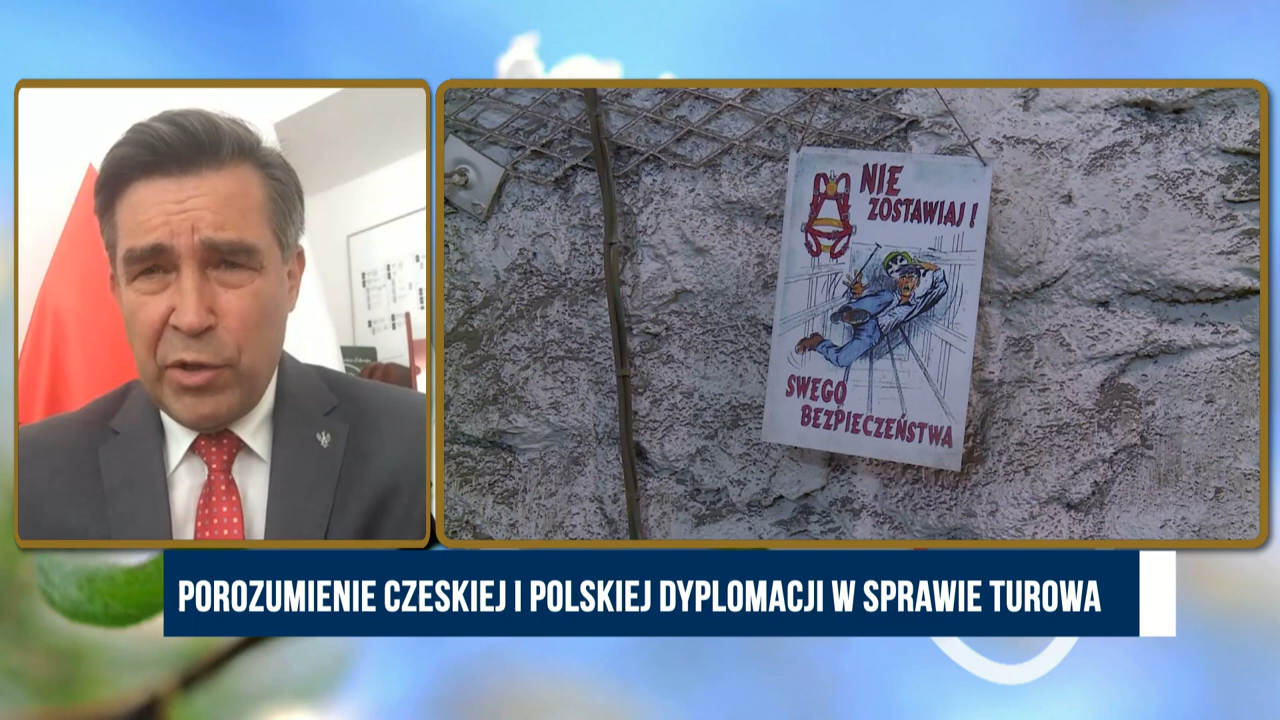 NIE
ZOSTAWIAJ!
SWEGO
BEZPIECZEŃSTWA
POROZUMIENIE CZESKIEJ I POLSKIEJ DYPLOMACJI W SPRAWIE TUROWA